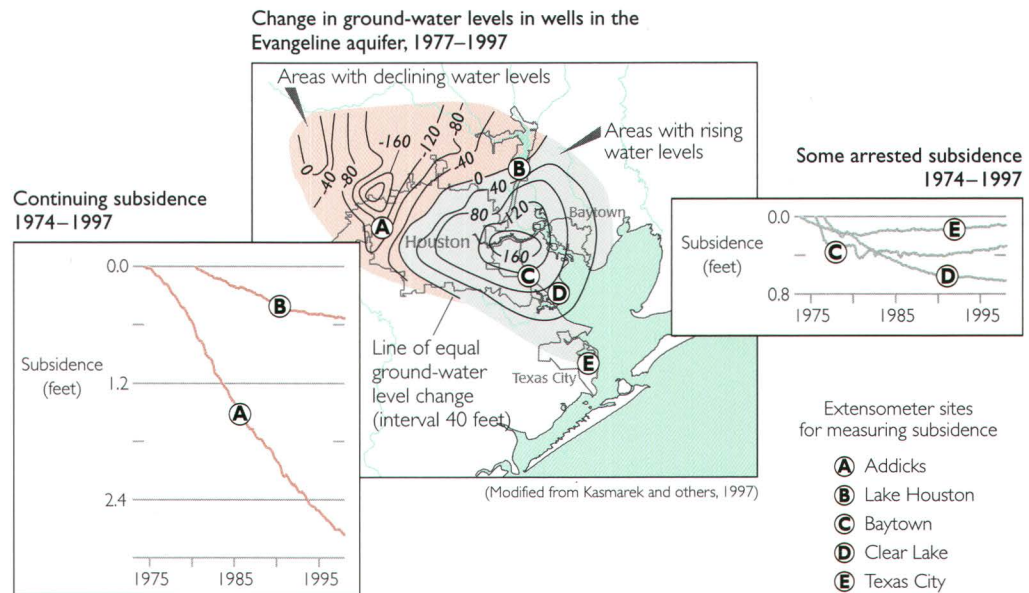 Change in ground-water levels in wells in the
Evangeline aquifer, 1977–1997
Areas with declining water levels
Areas with rising
water levels
0
-40
-80
-160
-120
-80
-40
0
40
80
120
160
A
B
C
D
E
Houston
Baytown
Texas City
Line of equal
ground-water
level change
(interval 40 feet)
(Modified from Kasmarek and others, 1997)
Continuing subsidence
1974–1997
0.0
Subsidence
(feet)
1.2
2.4
A
B
1975 1985 1995
Some arrested subsidence
1974–1997
Subsidence
(feet)
0.0
0.8
C
D
E
1975 1985 1995
Extensometer sites
for measuring subsidence
A Addicks
B Lake Houston
C Baytown
D Clear Lake
E Texas City